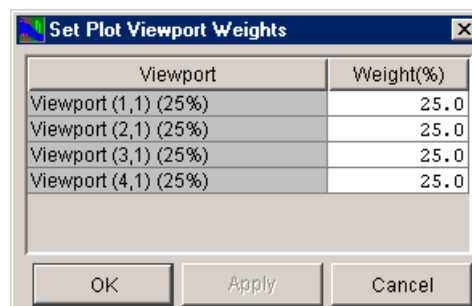 Set Plot Viewport Weights
Viewport Weight(%)
Viewport (1,1) (25%) 25.0
Viewport (2,1) (25%) 25.0
Viewport (3,1) (25%) 25.0
Viewport (4,1) (25%) 25.0
OK Apply Cancel